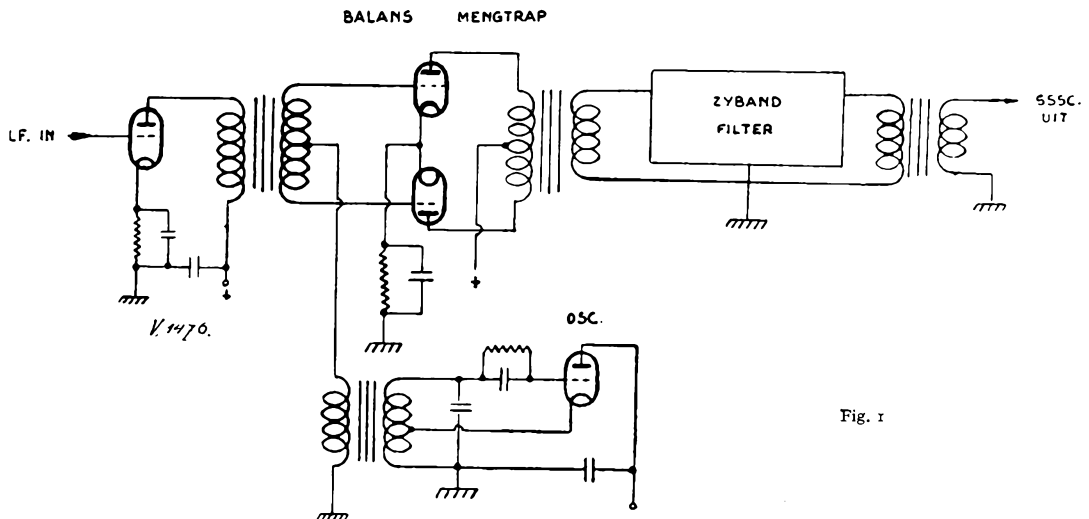 BALANS MENGTRAP
LF. IN
ZYBAND
FILTER
SSSC.
UIT
+
+
V. 1476.
OSC.
Fig. 1